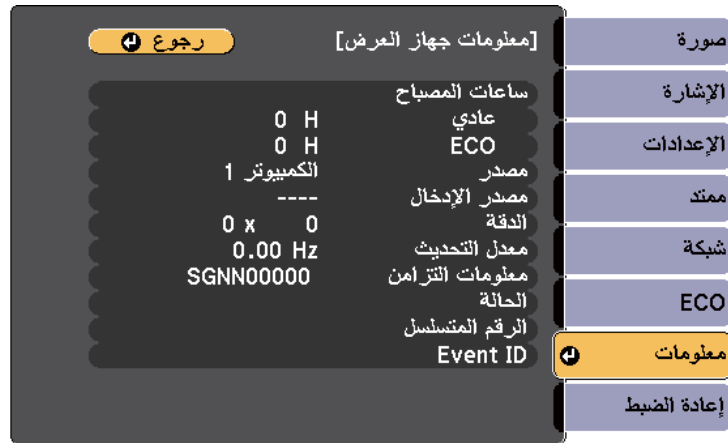 صورة
الإشارة
الإعدادات
ممتد
شبكة
ECO
معلومات
إعادة الضبط
[معلومات جهاز العرض]
رجوع
ساعات المصباح
عادي 0 H
ECO 0 H
مصدر الكمبيوتر 1
مصدر الإدخال ----
الدقة 0 x 0
معدل التحديث 0.00 Hz
معلومات التزامن SGNN00000
الحالة
الرقم المتسلسل
Event ID